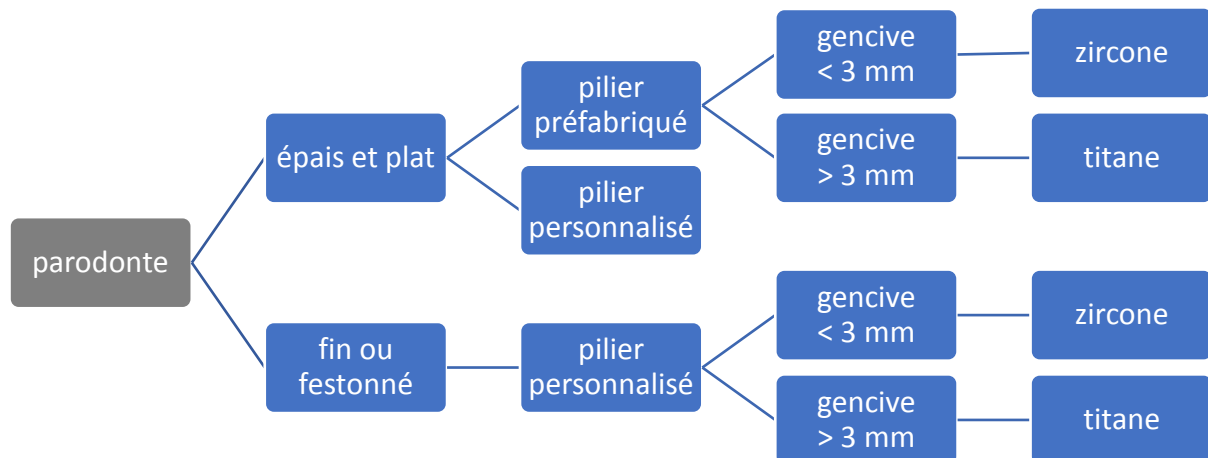 gencive
< 3 mm
zircone
pilier
préfabriqué
épais et plat
gencive
> 3 mm
titane
pilier
personnalisé
parodonte
gencive
< 3 mm
zircone
fin ou
festonné
pilier
personnalisé
gencive
> 3 mm
titane